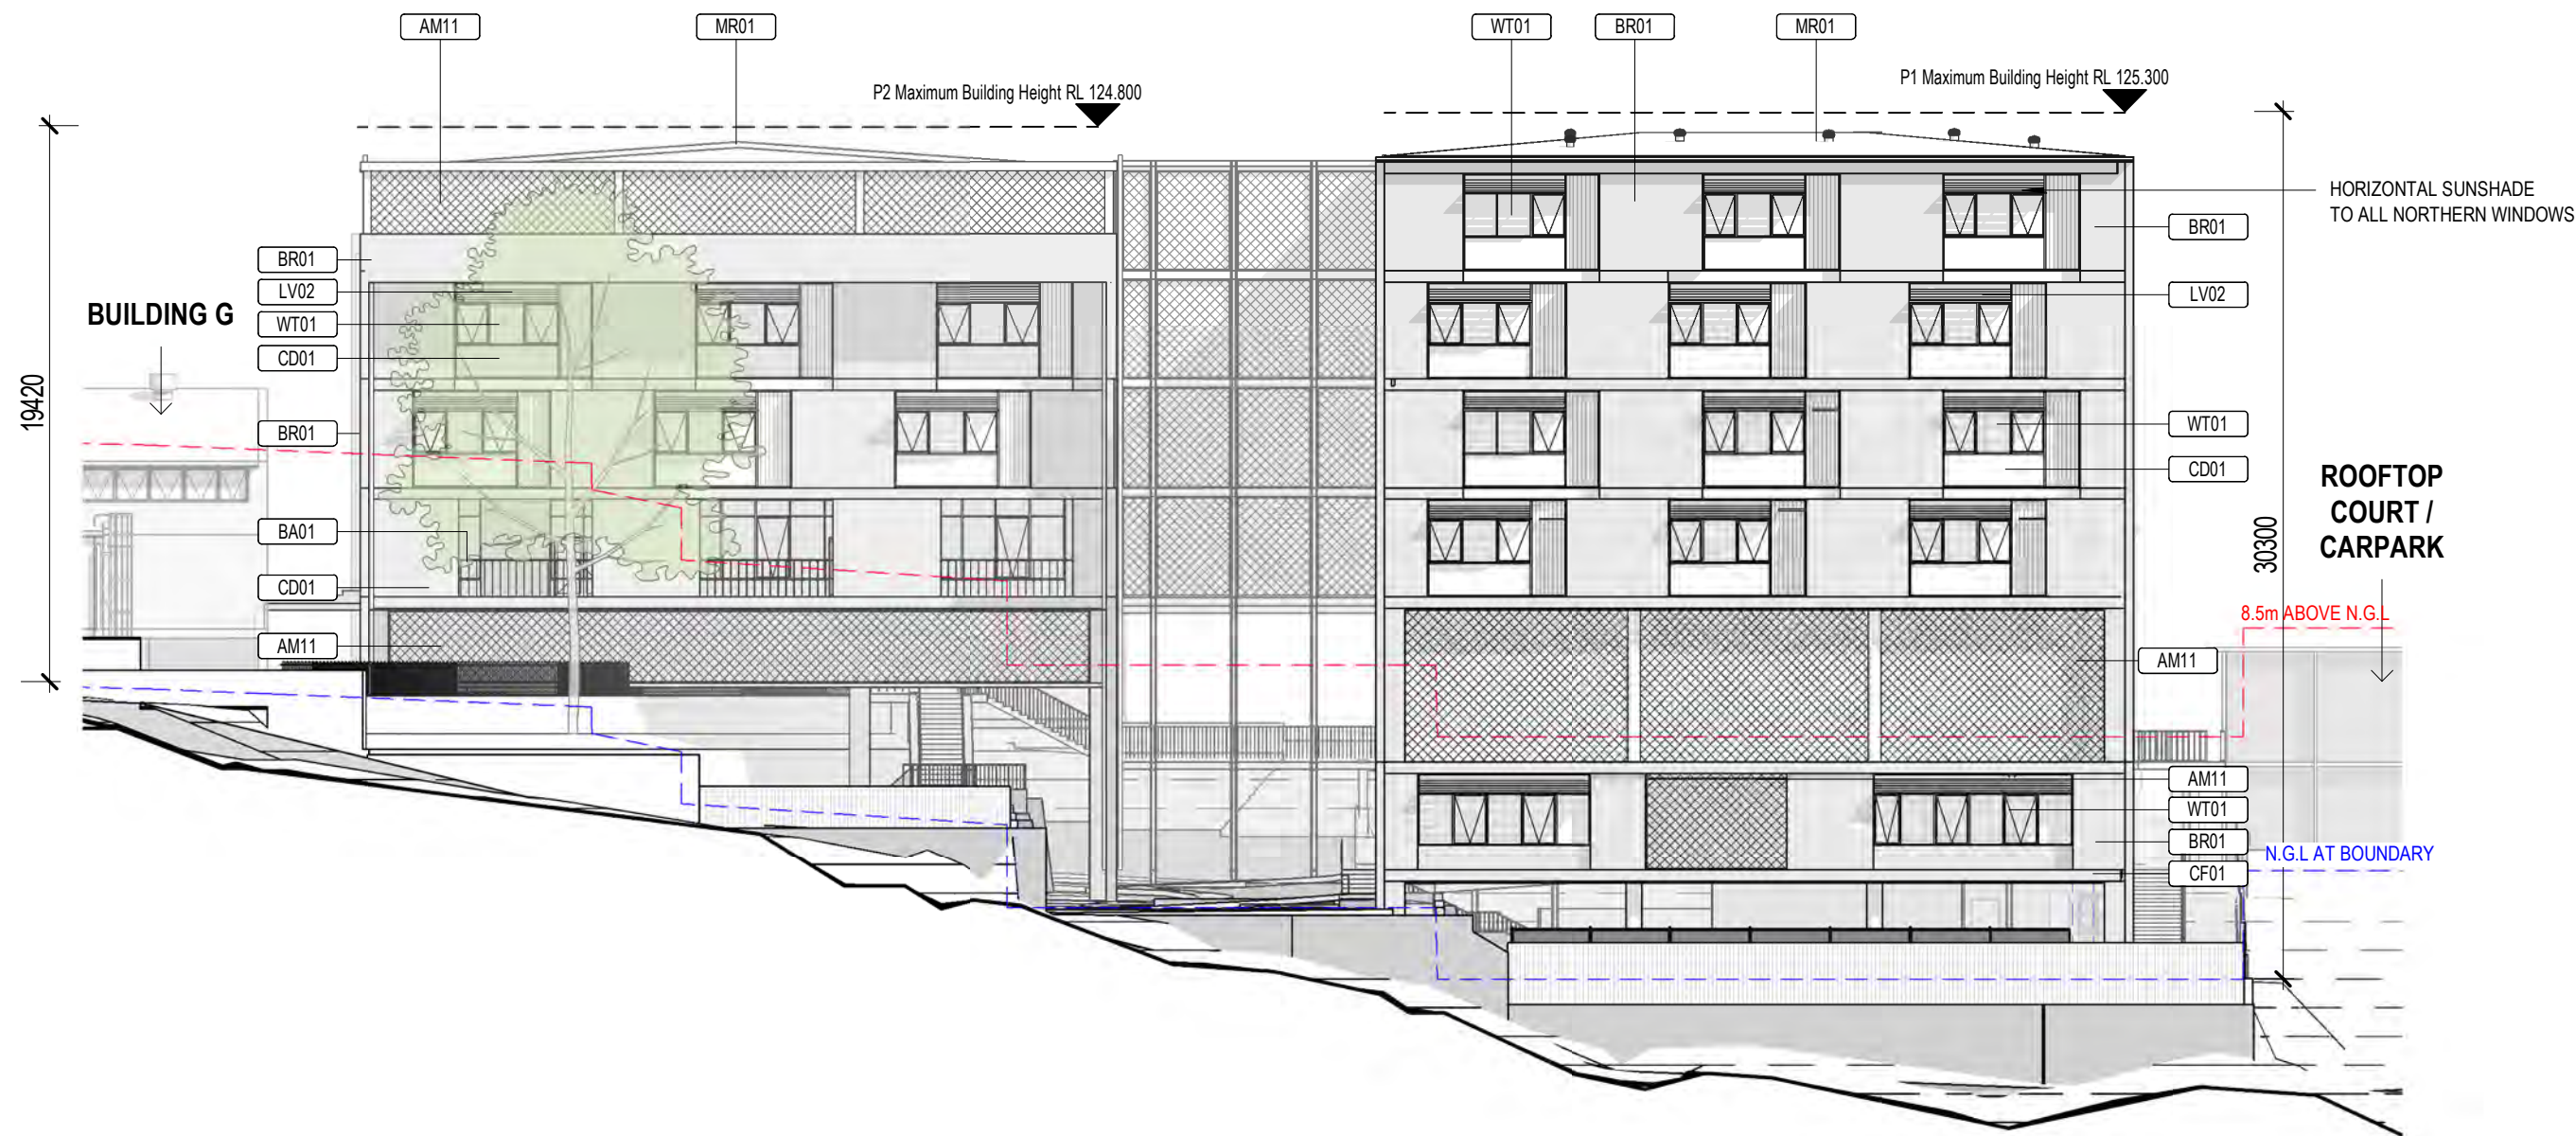 AM11
MR01
WT01
BR01
MR01
P2 Maximum Building Height RL 124.800
P1 Maximum Building Height RL 125.300
HORIZONTAL SUNSHADE
TO ALL NORTHERN WINDOWS
BR01
BR01
LV02
LV02
BUILDING G
WT01
CD01
19420
WT01
BR01
CD01
ROOFTOP
COURT /
CARPARK
BA01
30300
CD01
8.5m ABOVE N.G.L
AM11
AM11
AM11
WT01
BR01
N.G.L AT BOUNDARY
CF01